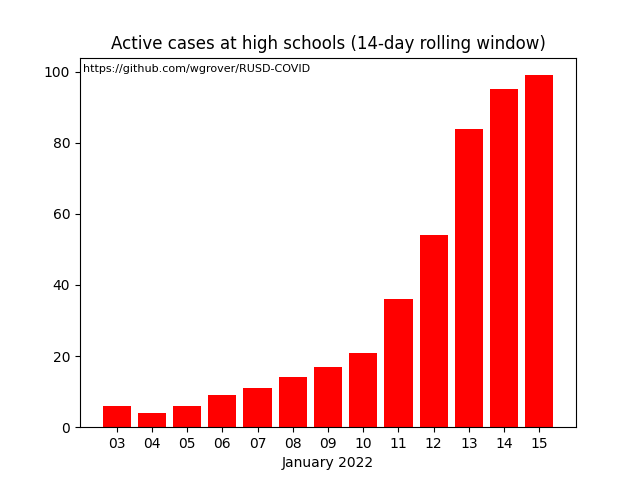 Active cases at high schools (14-day rolling window)
https://github.com/wgrover/RUSD-COVID
100
80
60
40
20
0
03 04 05 06 07 08 09 10 11 12 13 14 15
January 2022